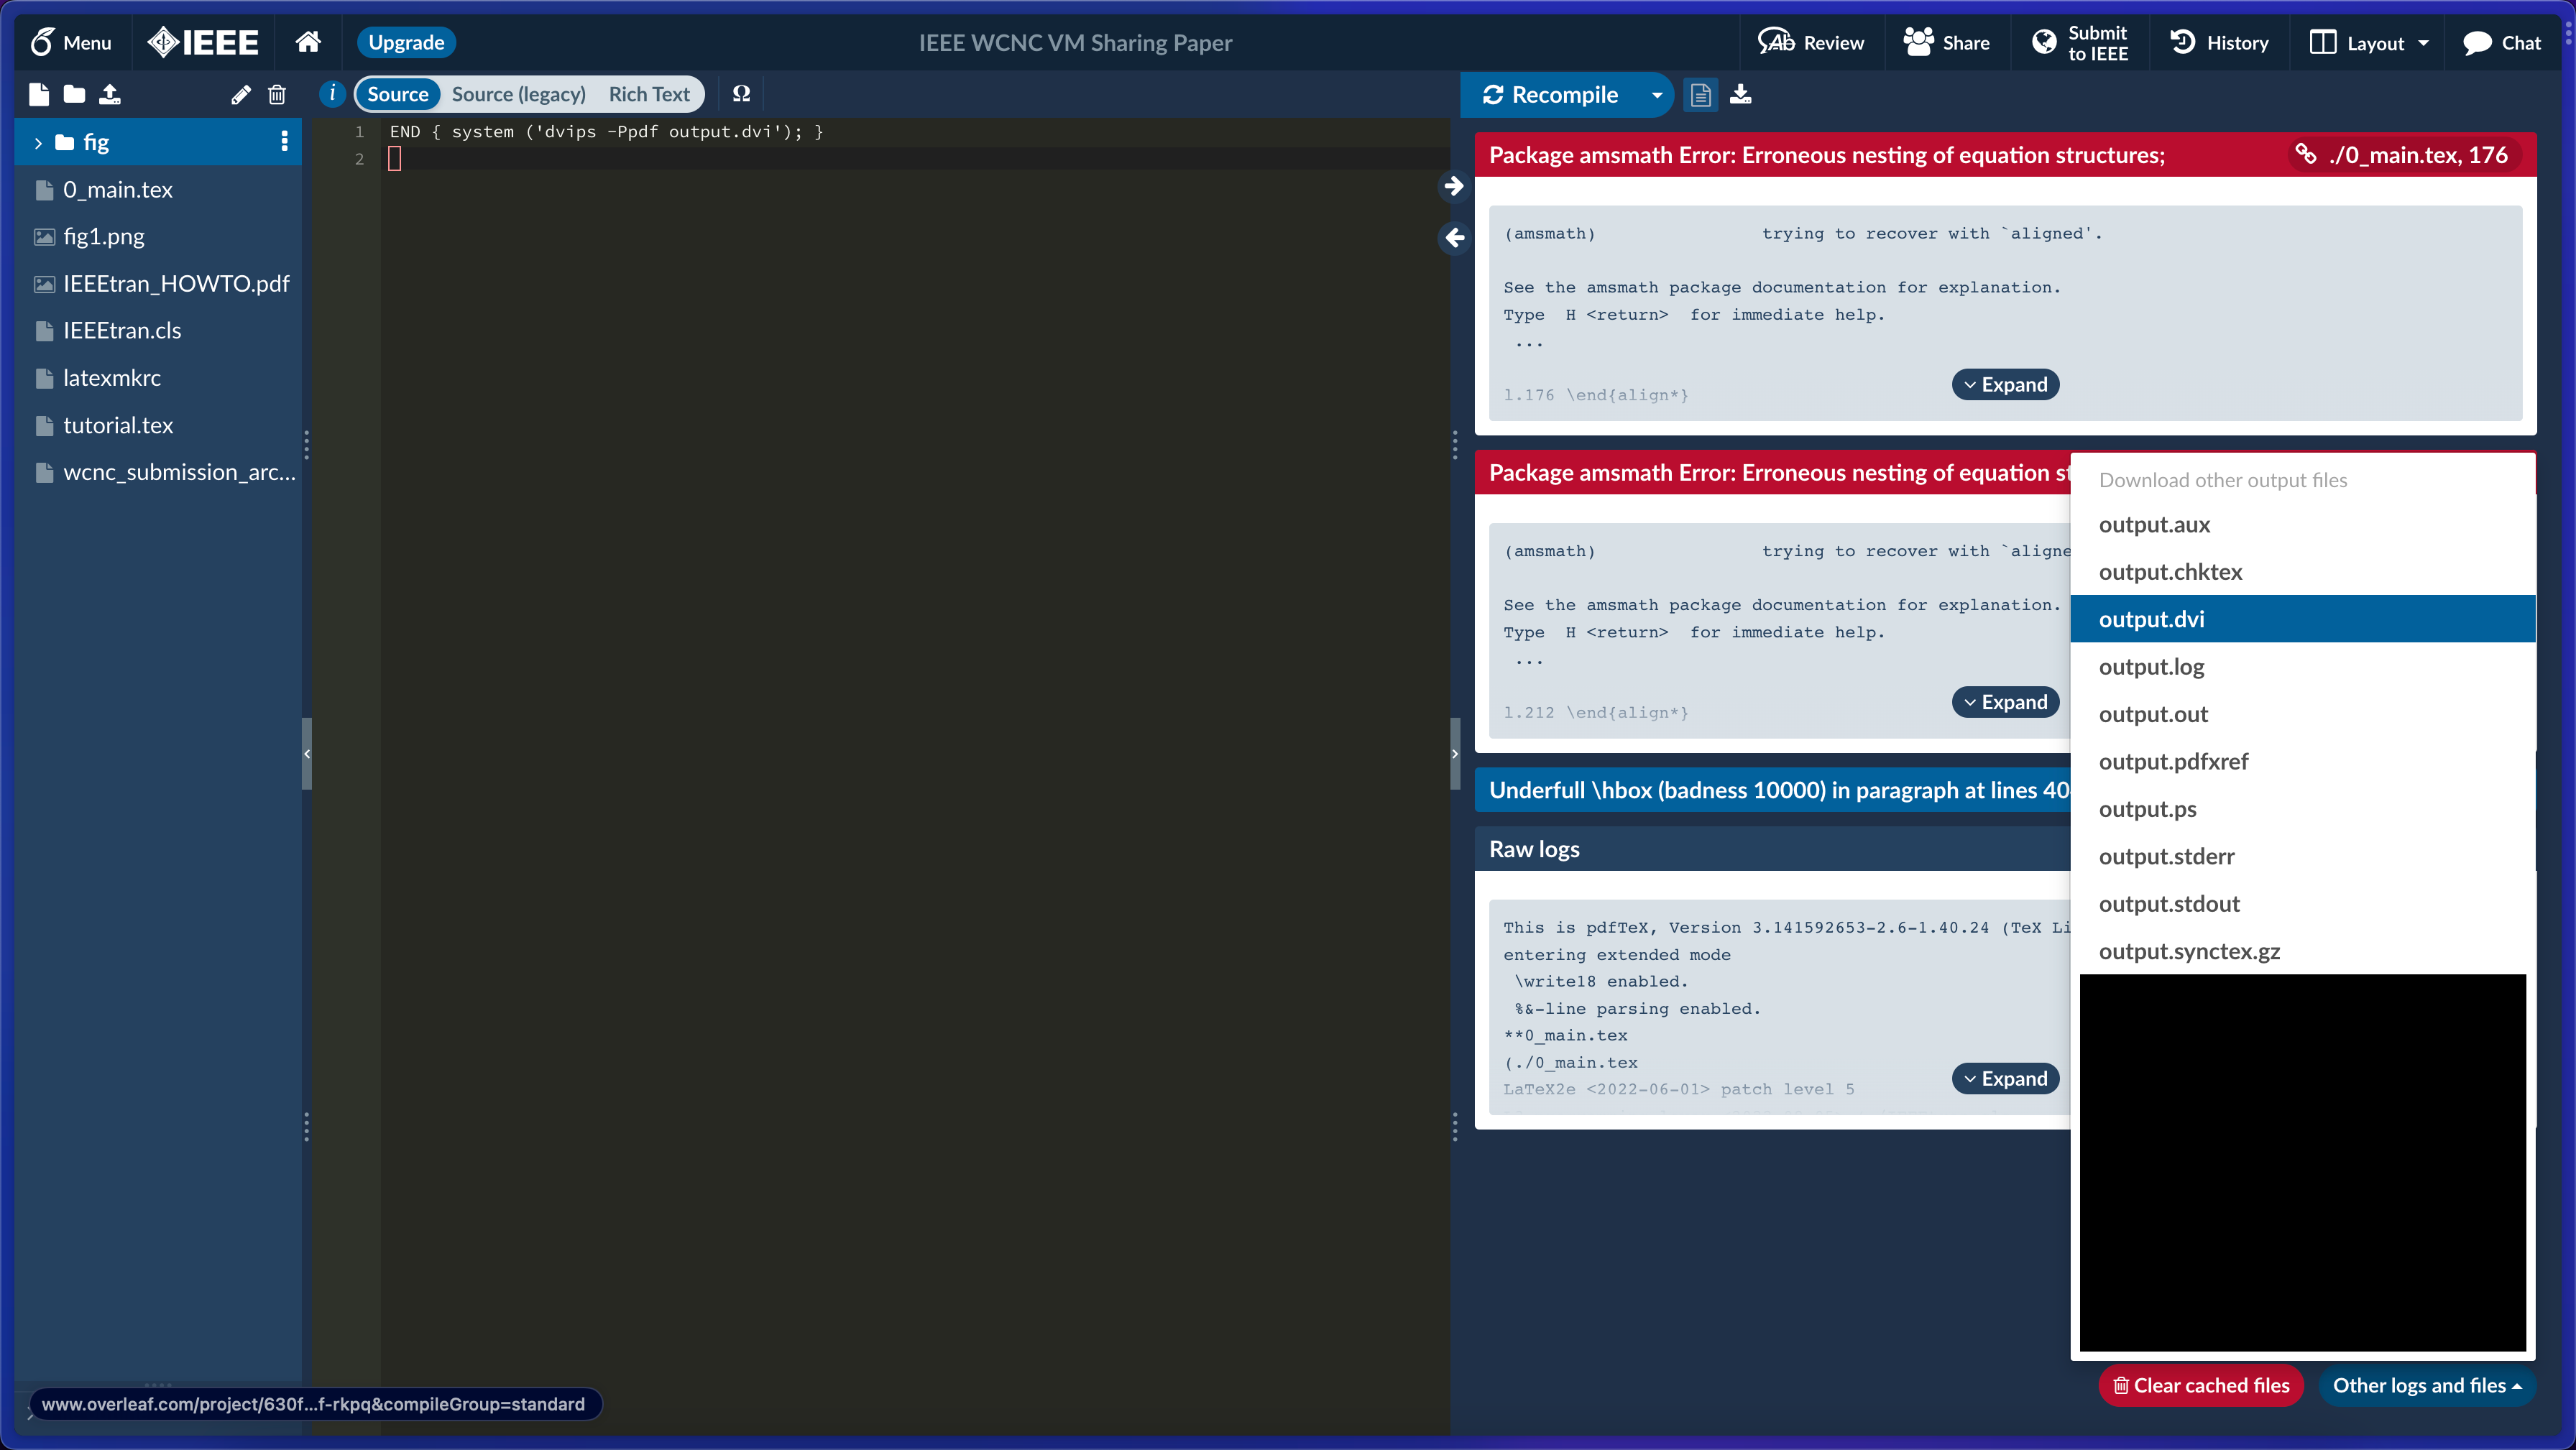 Menu
IEEE
Upgrade
IEEE WCNC VM Sharing Paper
Review
Share
Submit
to IEEE
History
Layout
Chat
i
Source
Source (legacy)
Rich Text
Ω
Recompile
fig
0_main.tex
fig1.png
IEEEtran_HOWTO.pdf
IEEEtran.cls
latexmkrc
tutorial.tex
wcnc_submission_arc...
1 END { system ('dvips -Ppdf output.dvi'); }
2
Package amsmath Error: Erroneous nesting of equation structures; ./0_main.tex, 176
(amsmath) trying to recover with `aligned'.
See the amsmath package documentation for explanation.
Type H <return> for immediate help.
...
Expand
l.176 \end{align*}
Package amsmath Error: Erroneous nesting of equation st
(amsmath) trying to recover with `aligne
See the amsmath package documentation for explanation.
Type H <return> for immediate help.
...
Expand
l.212 \end{align*}
Underfull \hbox (badness 10000) in paragraph at lines 40
Raw logs
This is pdfTeX, Version 3.141592653-2.6-1.40.24 (TeX Li
entering extended mode
\write18 enabled.
%&-line parsing enabled.
**0_main.tex
(./0_main.tex
Expand
LaTeX2e <2022-06-01> patch level 5
Download other output files
output.aux
output.chktex
output.dvi
output.log
output.out
output.pdfxref
output.ps
output.stderr
output.stdout
output.synctex.gz
Clear cached files
Other logs and files
www.overleaf.com/project/630f...f-rkpq&compileGroup=standard